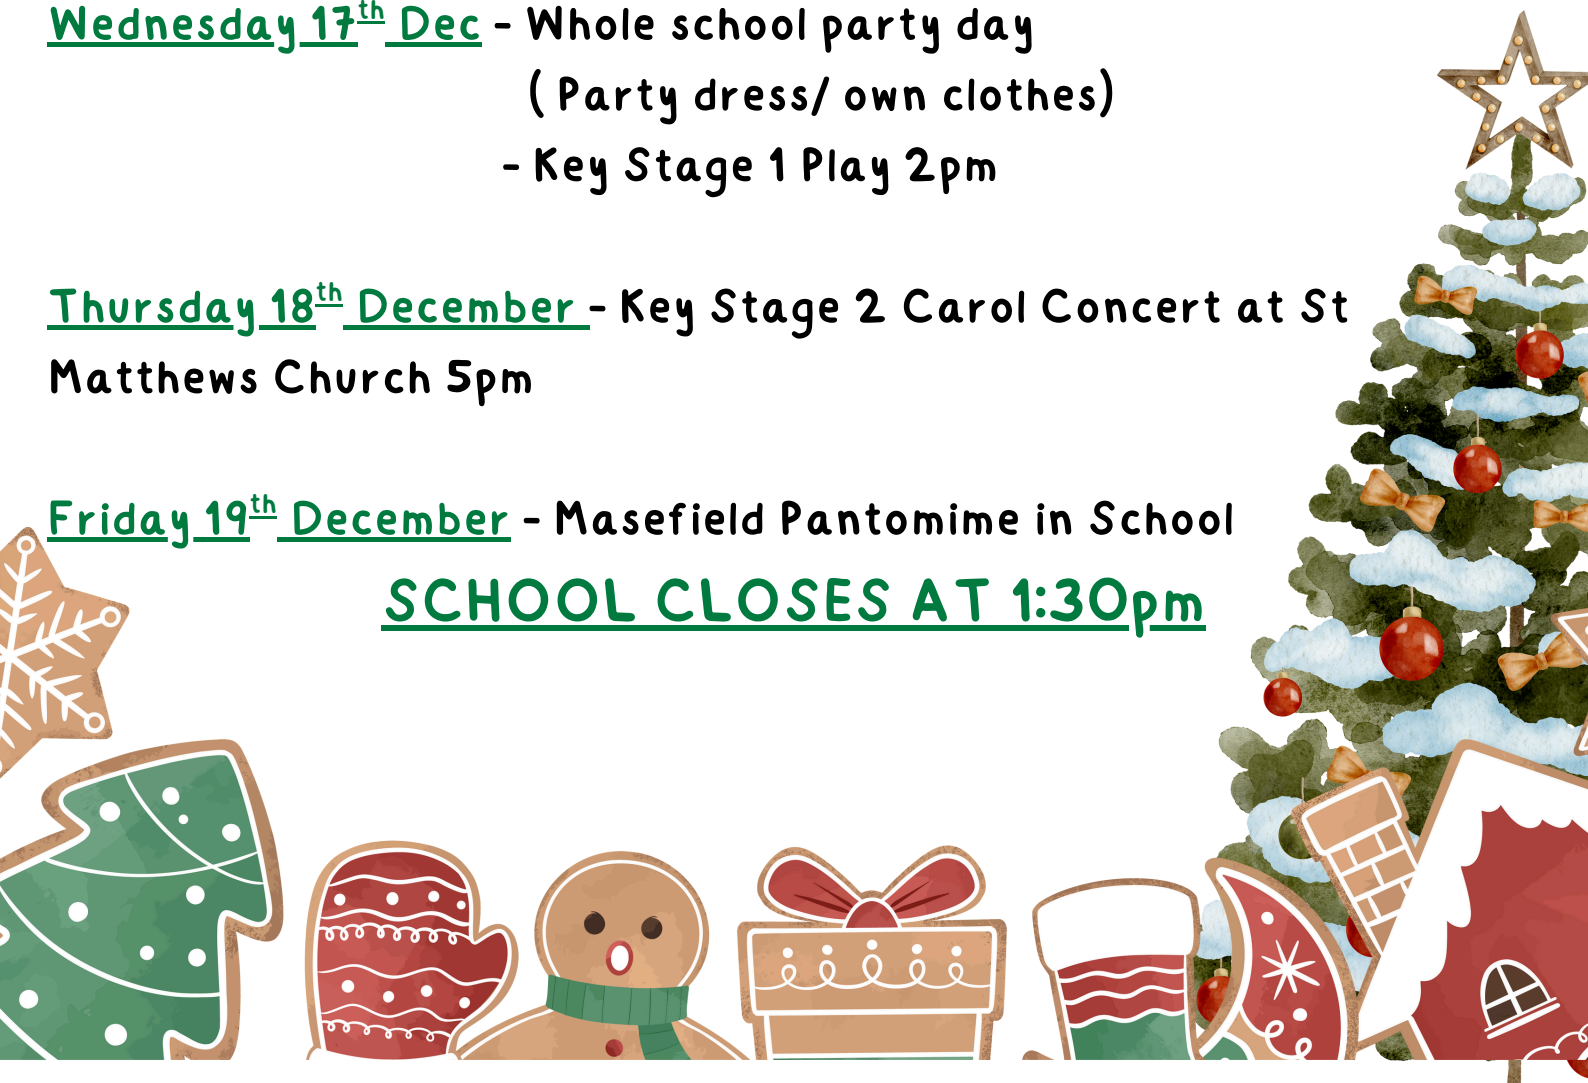 Wednesday 17th Dec - Whole school party day
( Party dress/ own clothes)
- Key Stage 1 Play 2pm
Thursday 18th December - Key Stage 2 Carol Concert at St
Matthews Church 5pm
Friday 19th December - Masefield Pantomime in School
SCHOOL CLOSES AT 1:30pm